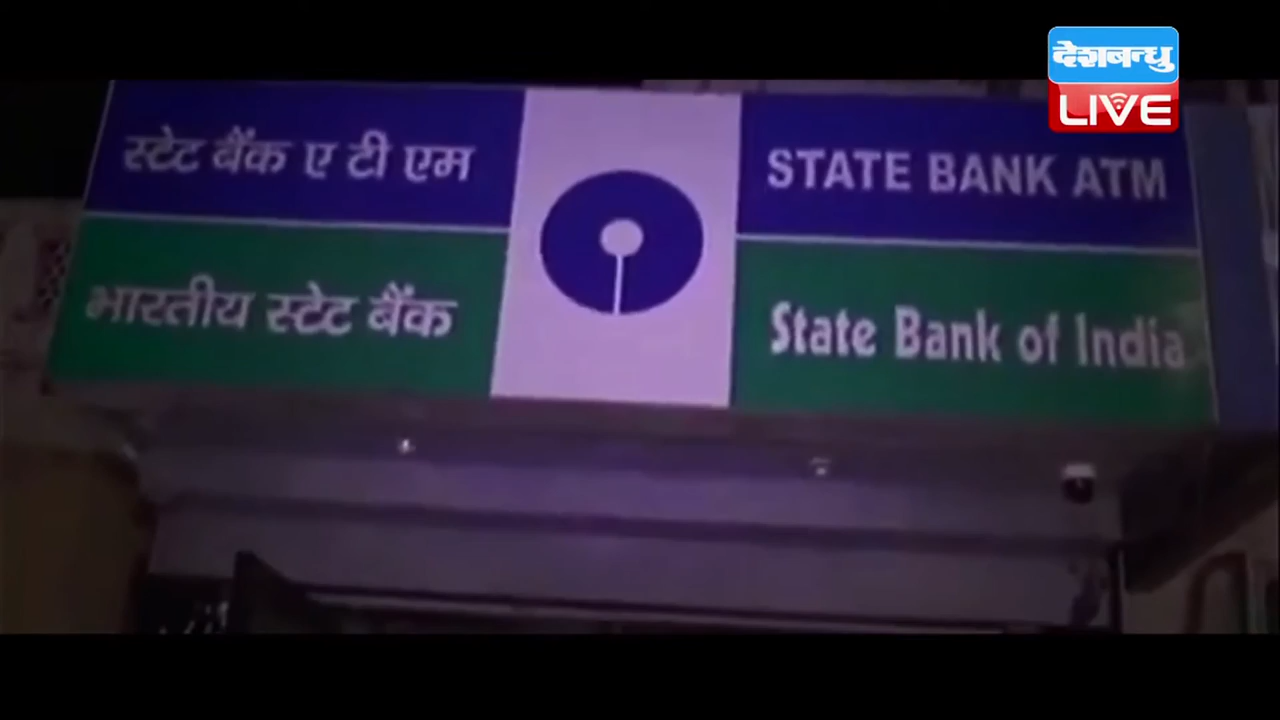 देशबन्धु
LIVE
स्टेट बैंक ए टी एम
STATE BANK ATM
भारतीय स्टेट बैंक
State Bank of India